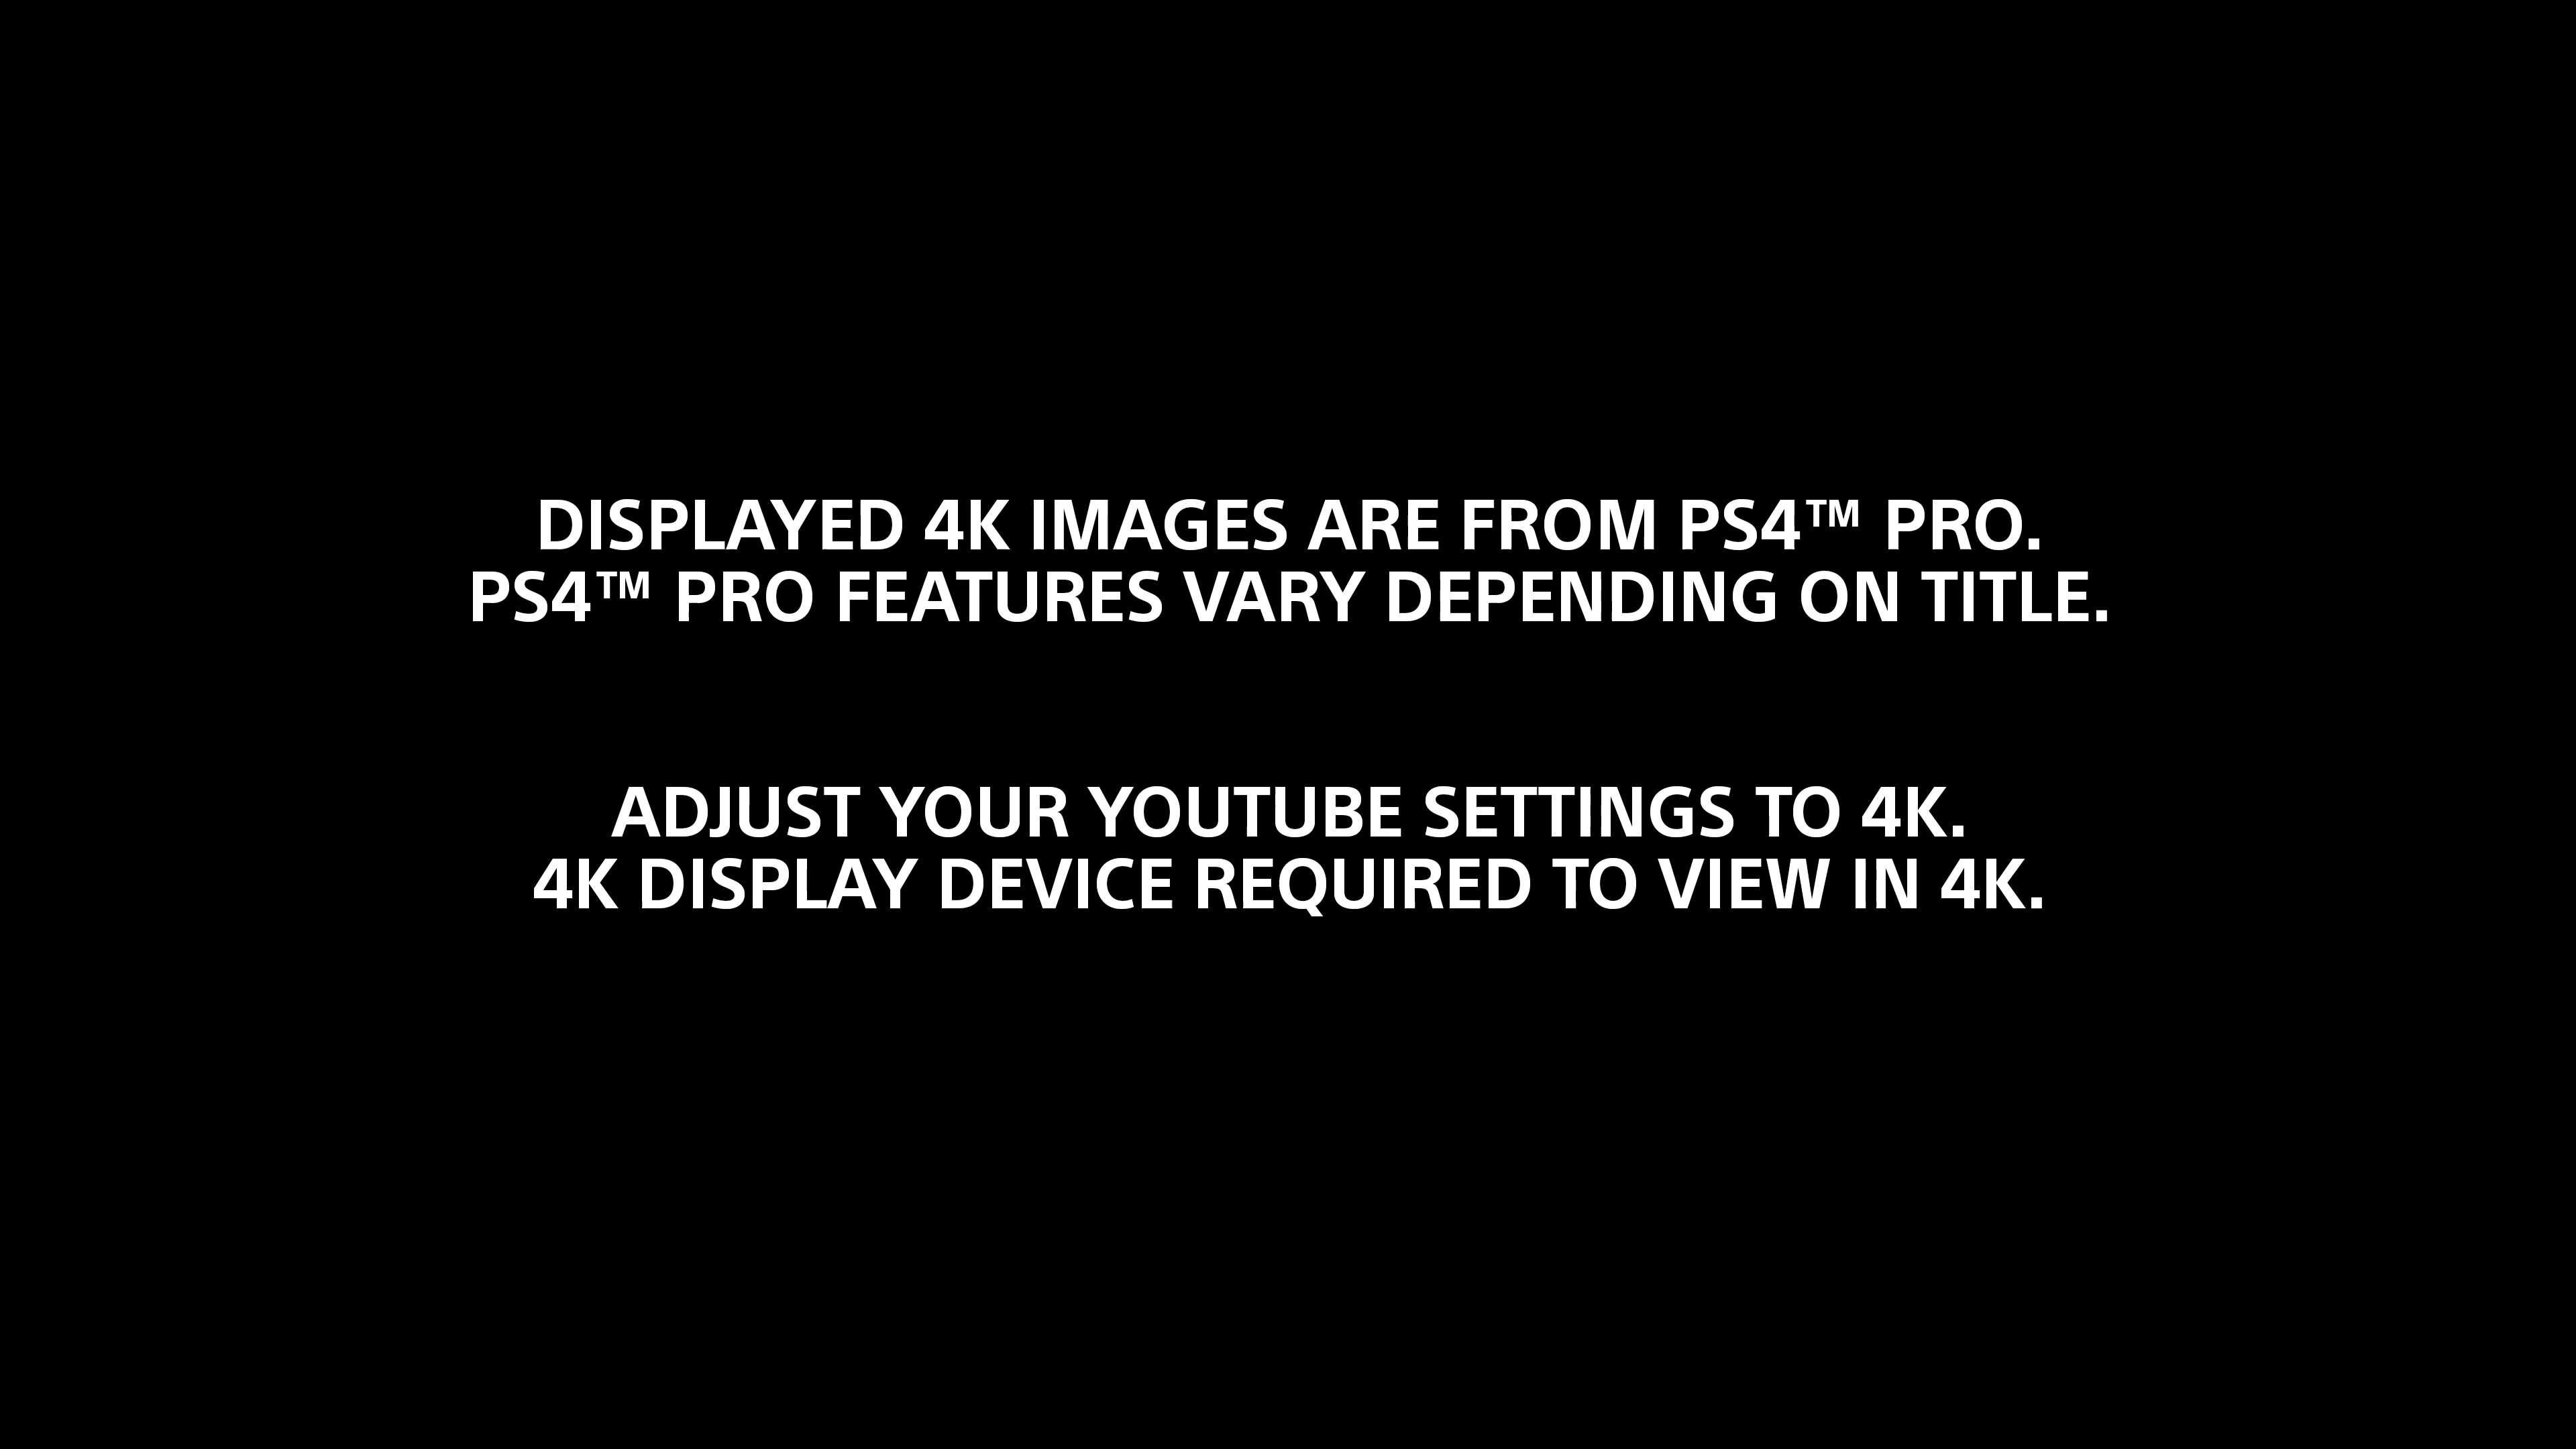 DISPLAYED 4K IMAGES ARE FROM PS4™ PRO.
PS4™ PRO FEATURES VARY DEPENDING ON TITLE.
ADJUST YOUR YOUTUBE SETTINGS TO 4K.
4K DISPLAY DEVICE REQUIRED TO VIEW IN 4K.